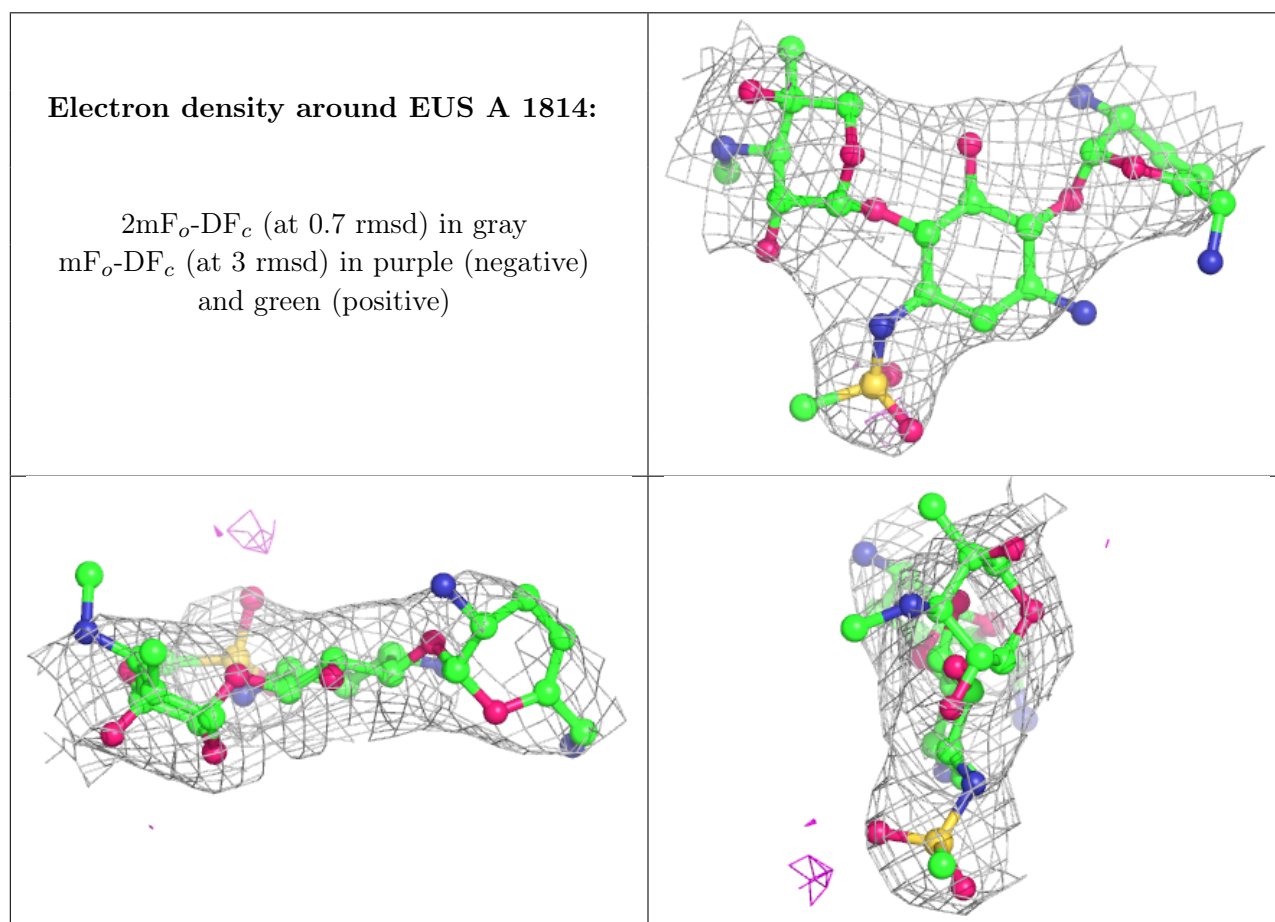 Electron density around EUS A 1814:
2mFo-DFc (at 0.7 rmsd) in gray
mFo-DFc (at 3 rmsd) in purple (negative)
and green (positive)